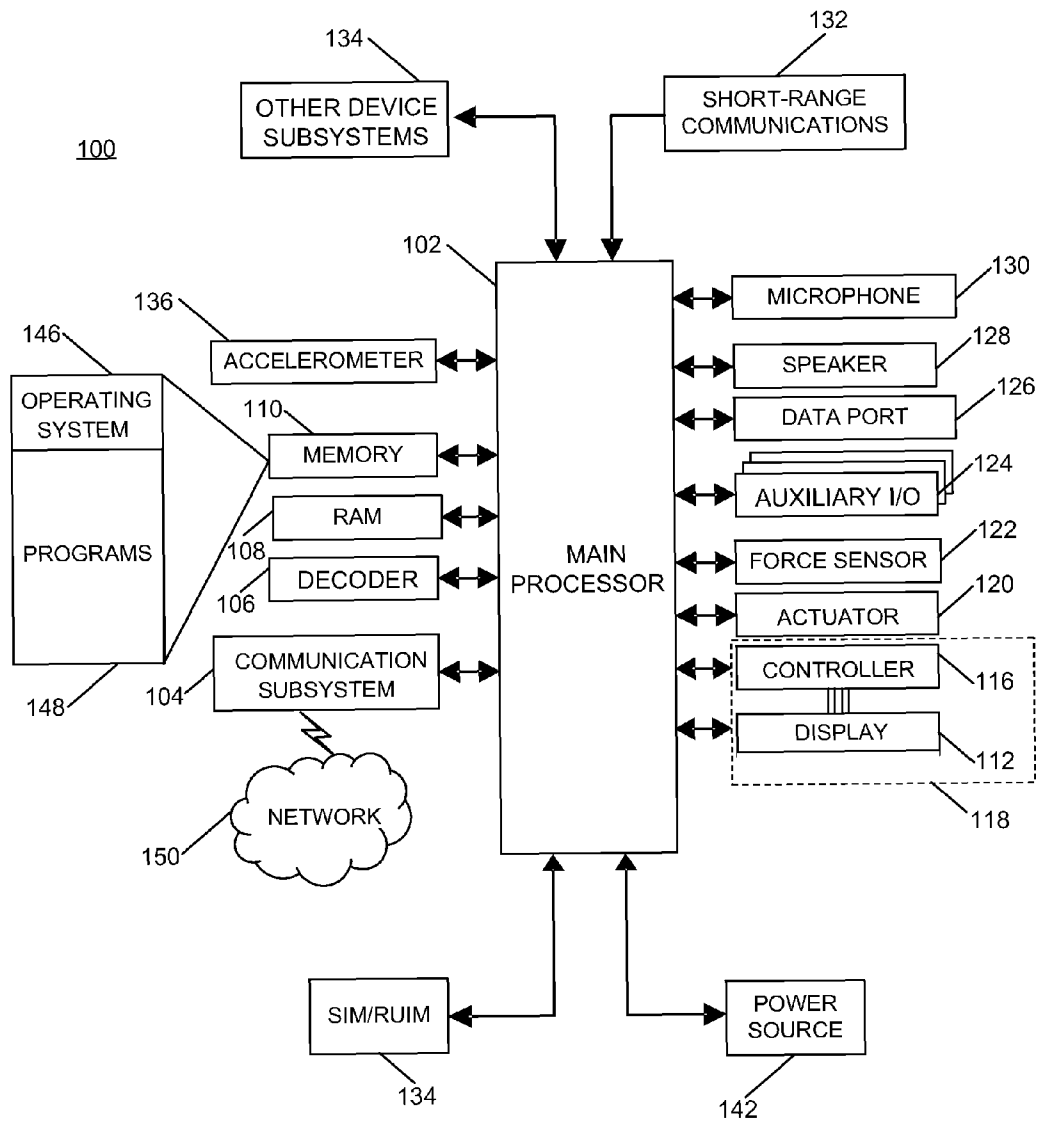 134
132
OTHER DEVICE
SUBSYSTEMS
SHORT-RANGE
COMMUNICATIONS
100
102
130
MICROPHONE
136
146
ACCELEROMETER
128
SPEAKER
126
DATA PORT
OPERATING
SYSTEM
110
MEMORY
124
AUXILIARY I/O
RAM
108
PROGRAMS
MAIN
PROCESSOR
122
FORCE SENSOR
DECODER
106
120
ACTUATOR
COMMUNICATION
SUBSYSTEM
104
CONTROLLER
116
148
DISPLAY
112
NETWORK
150
118
SIM/RUIM
134
POWER
SOURCE
142